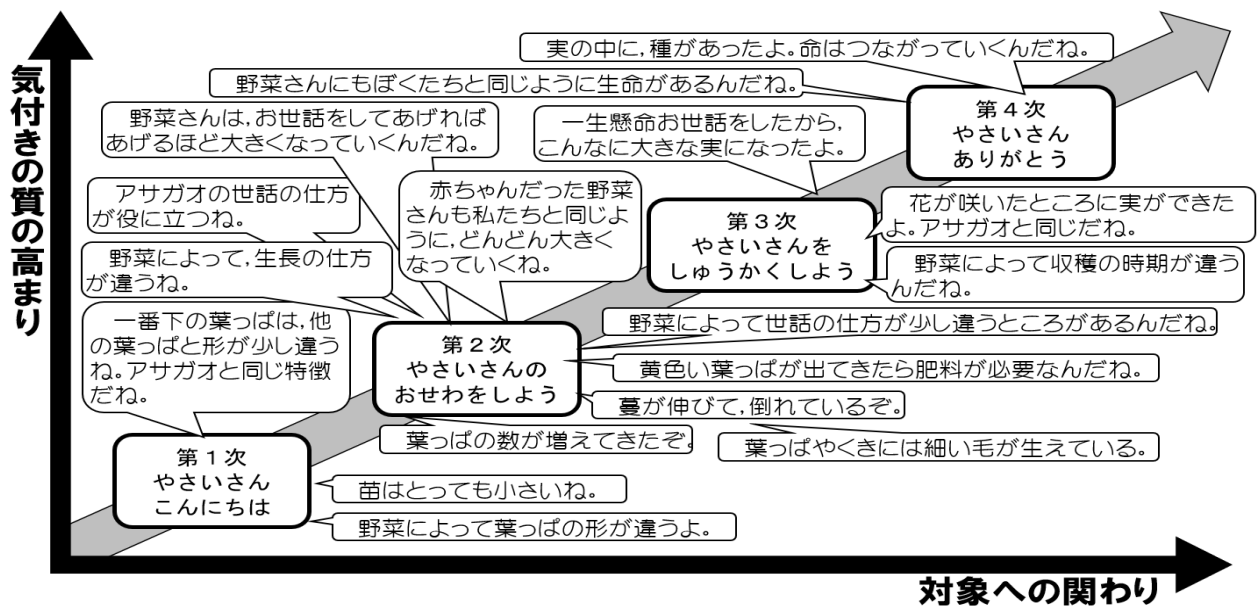 気付きの質の高まり
実の中に，種があったよ。命はつながっていくんだね。
野菜さんにもぼくたちと同じように生命があるんだね。
第４次
やさいさん
ありがとう
野菜さんは，お世話をしてあげれば
あげるほど大きくなっていくんだね。
一生懸命お世話をしたから，
こんなに大きな実になったよ。
アサガオの世話の仕方
が役に立つね。
赤ちゃんだった野菜
さんも私たちと同じよ
うに，どんどん大きく
なっていくね。
第３次
やさいさんを
しゅうかくしよう
花が咲いたところに実ができた
よ。アサガオと同じだね。
野菜によって収穫の時期が違う
んだね。
野菜によって，生長の仕方
が違うね。
一番下の葉っぱは，他
の葉っぱと形が少し違う
ね。アサガオと同じ特徴
だね。
第２次
やさいさんの
おせわをしよう
野菜によって世話の仕方が少し違うところがあるんだね。
黄色い葉っぱが出てきたら肥料が必要なんだね。
蔓が伸びて，倒れているぞ。
葉っぱの数が増えてきたぞ。
葉っぱやくきには細い毛が生えている。
第１次
やさいさん
こんにちは
苗はとっても小さいね。
野菜によって葉っぱの形が違うよ。
対象への関わり